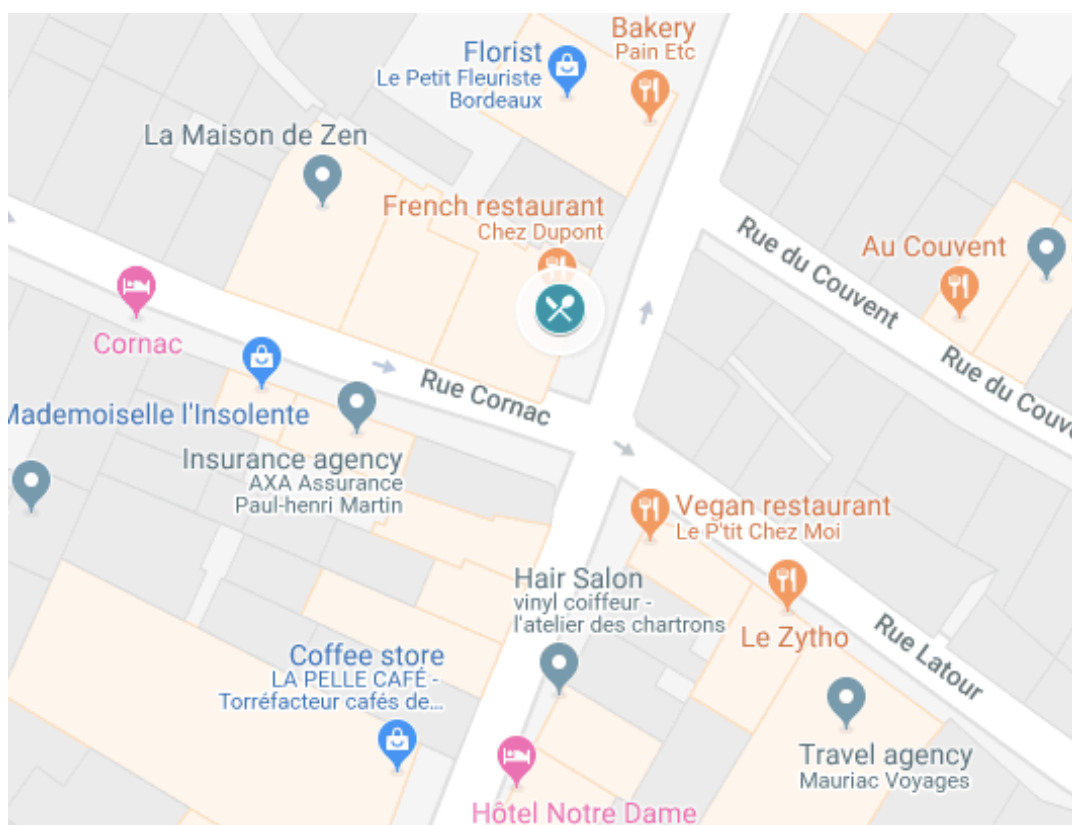 Bakery
Pain Etc
Florist
Le Petit Fleuriste
Bordeaux
La Maison de Zen
French restaurant
Chez Dupont
Rue du Couvent
Au Couvent
Cornac
Rue Cornac
Rue du Couve
Mademoiselle l'Insolente
Insurance agency
AXA Assurance
Paul-henri Martin
Vegan restaurant
Le P'tit Chez Moi
Hair Salon
vinyl coiffeur -
l'atelier des chartrons
Le Zytho
Rue Latour
Coffee store
LA PELLE CAFÉ -
Torréfacteur cafés de...
Travel agency
Mauriac Voyages
Hôtel Notre Dame